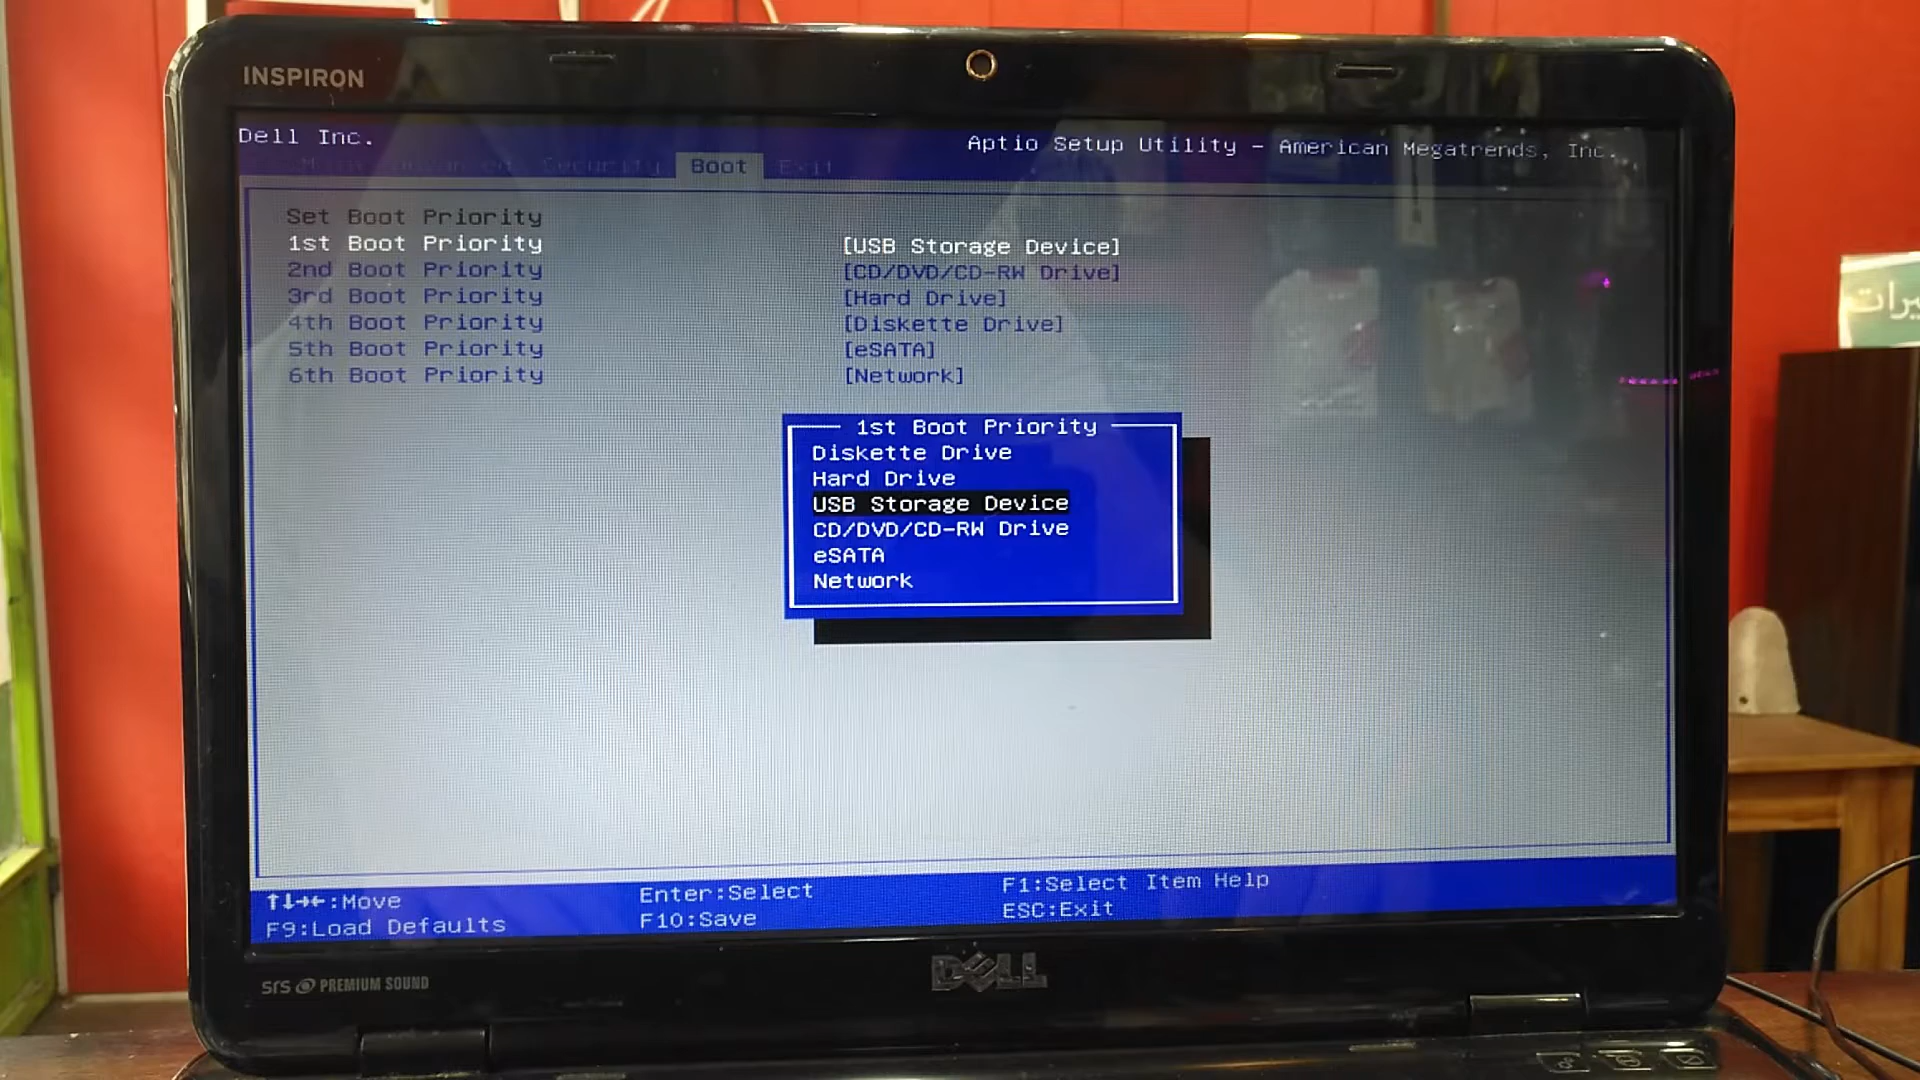 INSPIRON
Dell Inc.
Aptio Setup Utility - American Megatrends, Inc.
Main Advanced Security Boot Exit
Set Boot Priority
1st Boot Priority [USB Storage Device]
2nd Boot Priority [CD/DVD/CD-RW Drive]
3rd Boot Priority [Hard Drive]
4th Boot Priority [Diskette Drive]
5th Boot Priority [eSATA]
6th Boot Priority [Network]
1st Boot Priority
Diskette Drive
Hard Drive
USB Storage Device
CD/DVD/CD-RW Drive
eSATA
Network
↑↓→←:Move Enter:Select F1:Select Item Help
F9:Load Defaults F10:Save ESC:Exit
SRS PREMIUM SOUND
DELL